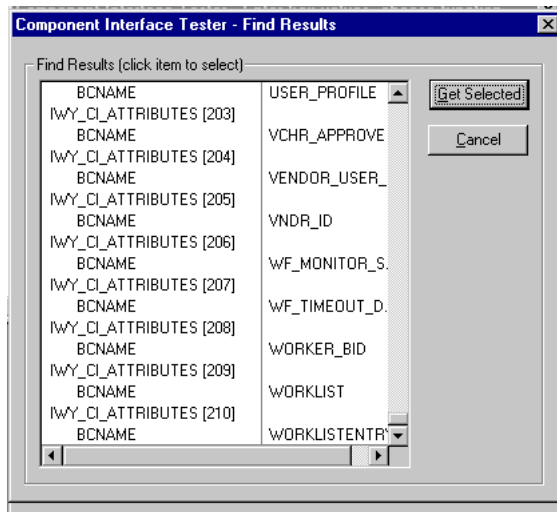 Component Interface Tester - Find Results
Find Results (click item to select)
BCNAME USER_PROFILE
IWY_CI_ATTRIBUTES [203]
BCNAME VCHR_APPROVE
IWY_CI_ATTRIBUTES [204]
BCNAME VENDOR_USER_
IWY_CI_ATTRIBUTES [205]
BCNAME VNDR_ID
IWY_CI_ATTRIBUTES [206]
BCNAME WF_MONITOR_S.
IWY_CI_ATTRIBUTES [207]
BCNAME WF_TIMEOUT_D.
IWY_CI_ATTRIBUTES [208]
BCNAME WORKER_BID
IWY_CI_ATTRIBUTES [209]
BCNAME WORKLIST
IWY_CI_ATTRIBUTES [210]
BCNAME WORKLISTENTRY
Get Selected
Cancel